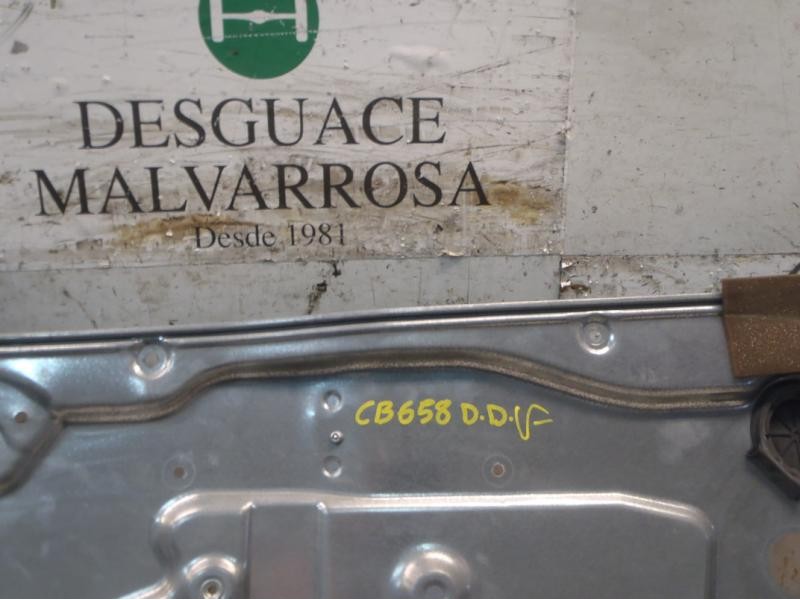 DESGUACE
MALVARROSA
Desde 1981
CB658 D.D.